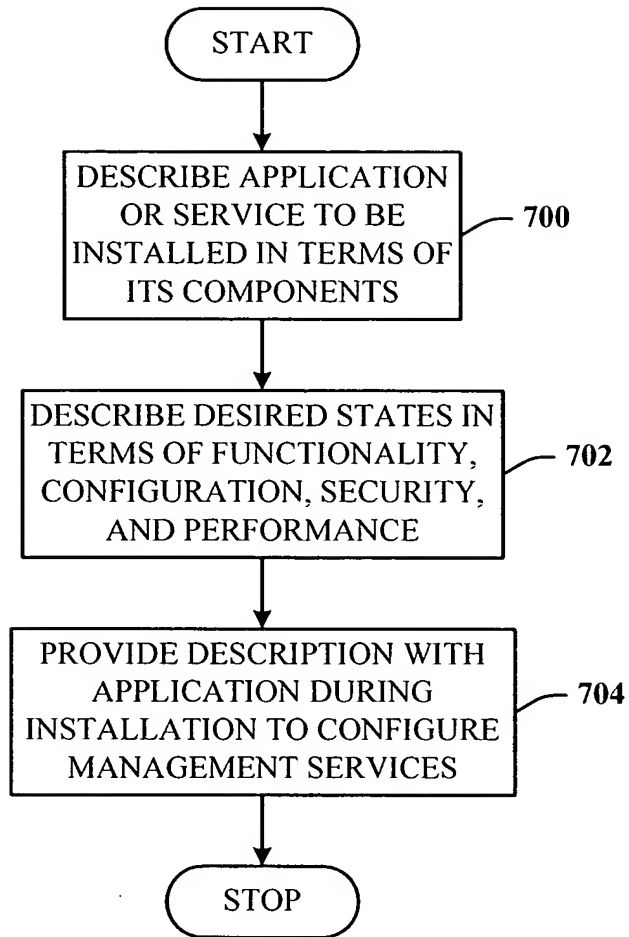 START
DESCRIBE APPLICATION
OR SERVICE TO BE
INSTALLED IN TERMS OF
ITS COMPONENTS
700
DESCRIBE DESIRED STATES IN
TERMS OF FUNCTIONALITY,
CONFIGURATION, SECURITY,
AND PERFORMANCE
702
PROVIDE DESCRIPTION WITH
APPLICATION DURING
INSTALLATION TO CONFIGURE
MANAGEMENT SERVICES
704
STOP